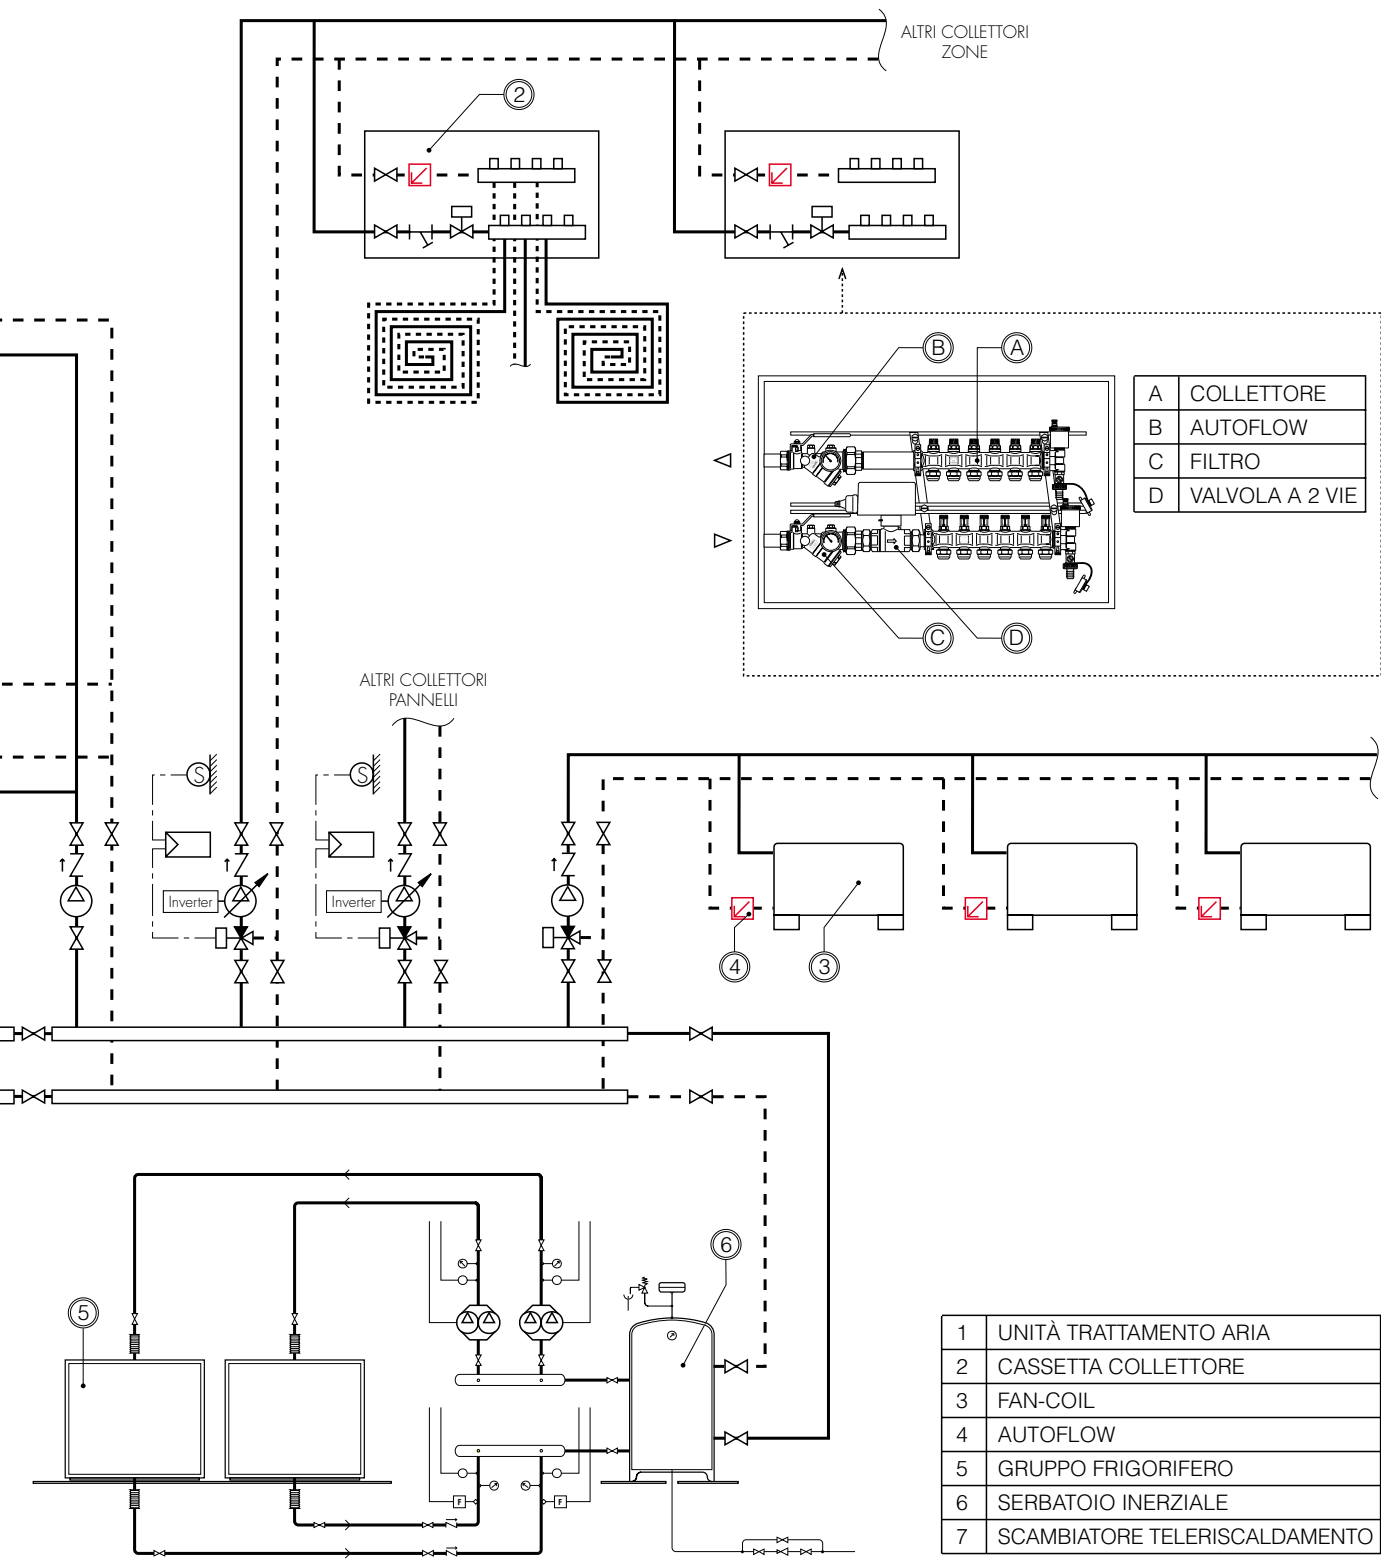 ALTRI COLLETTORI
ZONE
2
B
A
A COLLETTORE
B AUTOFLOW
C FILTRO
D VALVOLA A 2 VIE
C
D
ALTRI COLLETTORI
PANNELLI
S
S
Inverter
Inverter
4
3
5
6
F
F
1 UNITÀ TRATTAMENTO ARIA
2 CASSETTA COLLETTORE
3 FAN-COIL
4 AUTOFLOW
5 GRUPPO FRIGORIFERO
6 SERBATOIO INERZIALE
7 SCAMBIATORE TELERISCALDAMENTO